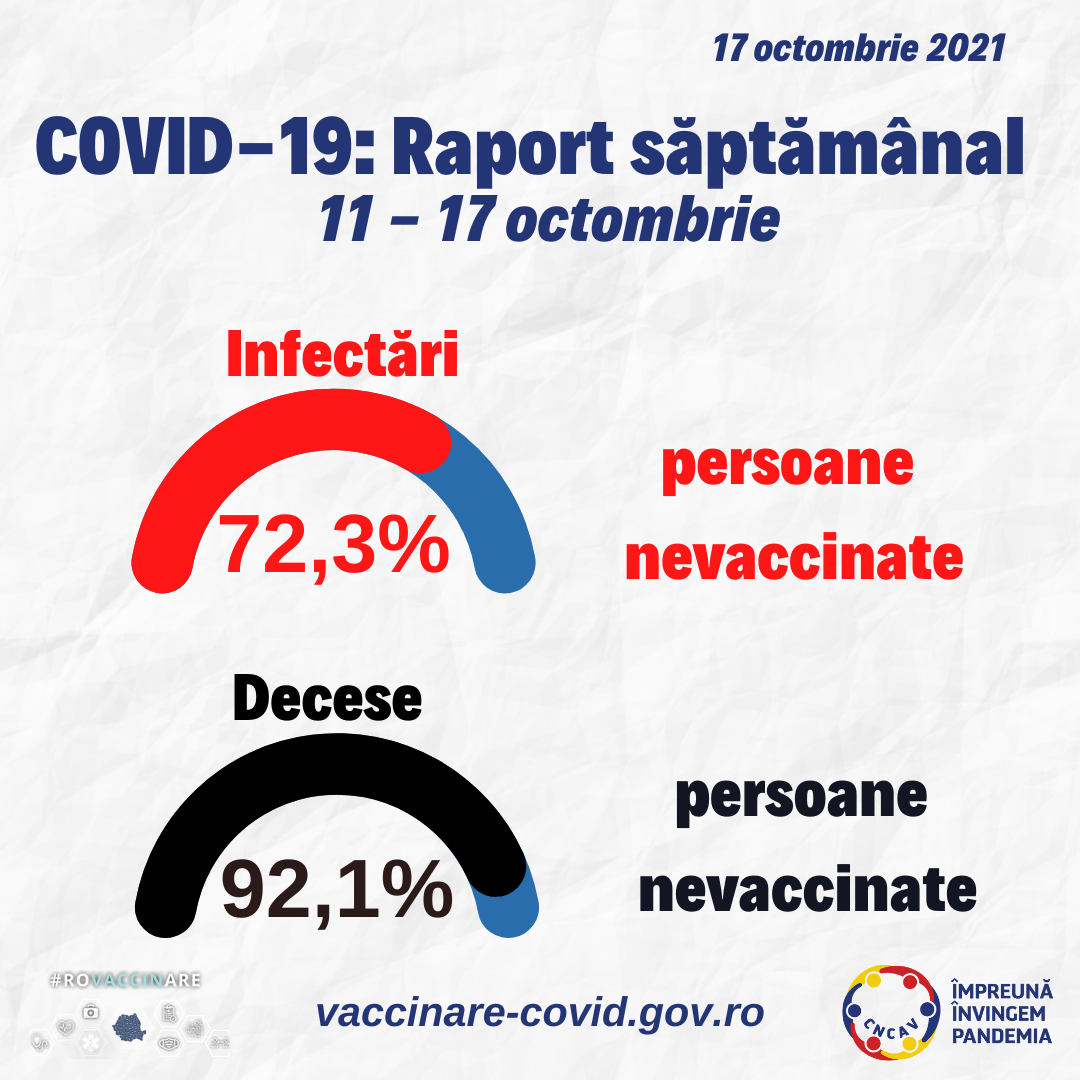 17 octombrie 2021
COVID–19: Raport săptămânal
11 – 17 octombrie
Infectări
72,3%
persoane
nevaccinate
Decese
92,1%
persoane
nevaccinate
#ROVACCINARE
vaccinare-covid.gov.ro
CNCAV
ÎMPREUNĂ
ÎNVINGEM
PANDEMIA